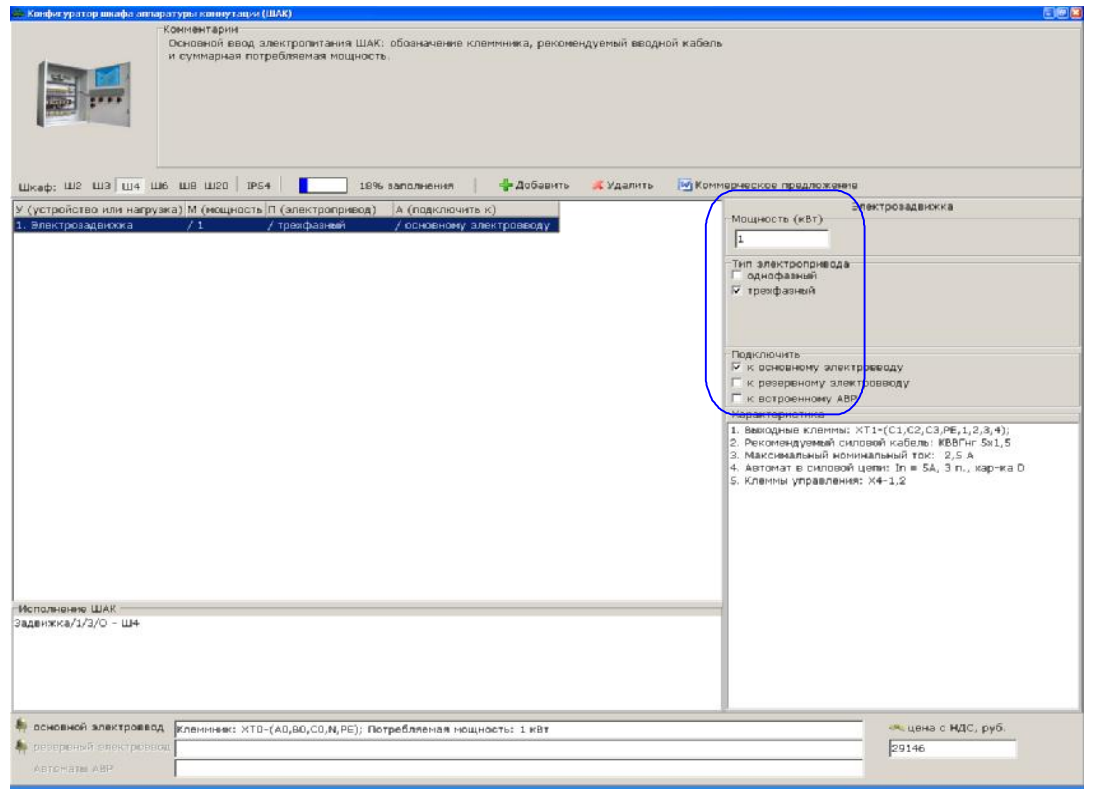 Конфигуратор шкафа аппаратуры коммутации (ШАК)
Комментарии
Основной ввод электропитания ШАК: обозначение клеммника, рекомендуемый вводной кабель
и суммарная потребляемая мощность.
Шкаф: Ш2 Ш3 Ш4 Ш6 Ш8 Ш20 IP54 18% заполнения Добавить Удалить Коммерческое предложение
У (устройство или нагрузка) М (мощность П (электропривод) А (подключить к)
1. Электрозадвижка / 1 / трехфазный / основному электровводу
Электрозадвижка
Мощность (кВт)
1
Тип электропривода
однофазный
трехфазный
Подключить
к основному электровводу
к резервному электровводу
к встроенному АВР
Характеристика
1. Выходные клеммы: XT1-(C1,C2,C3,PE,1,2,3,4);
2. Рекомендуемый силовой кабель: КВВГнг 5x1,5
3. Максимальный номинальный ток: 2,5 А
4. Автомат в силовой цепи: In = 5А, 3 п., хар-ка D
5. Клеммы управления: X4-1,2
Исполнение ШАК
Задвижка/1/3/О - Ш4
основной электроввод Клеммник: XT0-(A0,B0,C0,N,PE); Потребляемая мощность: 1 кВт
резервный электроввод
Автоматы АВР
цена с НДС, руб.
29146